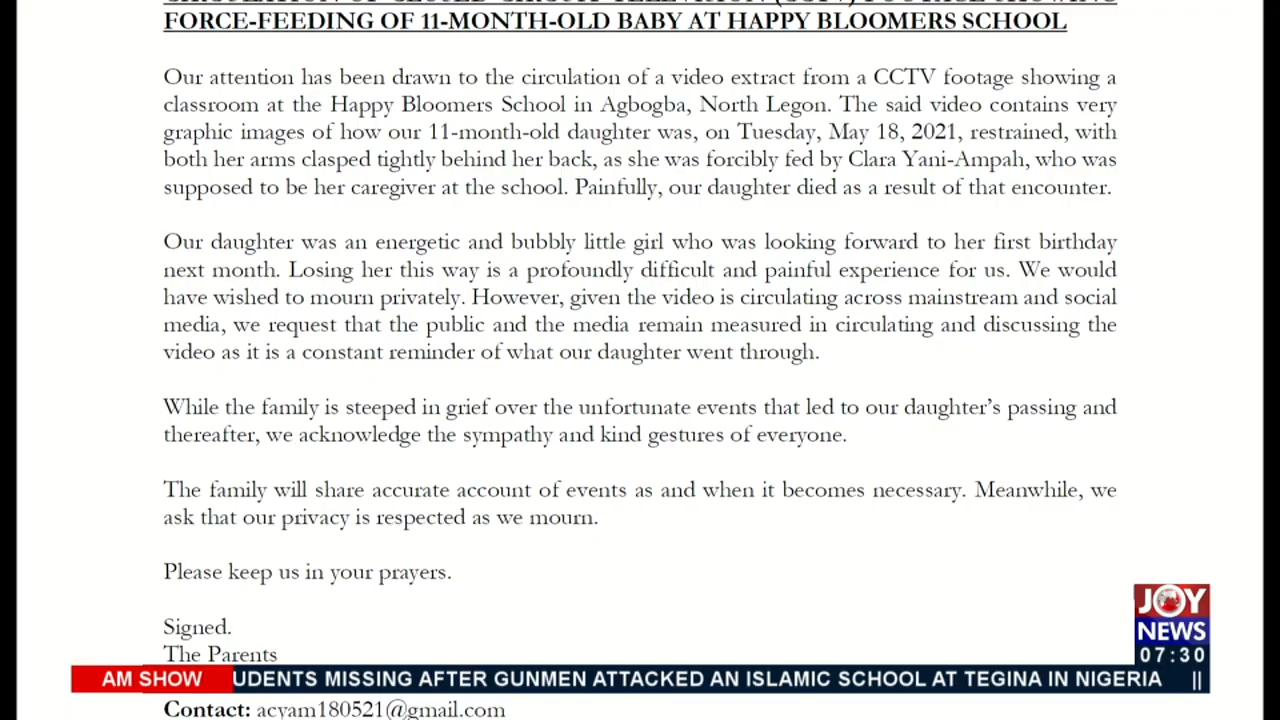 CIRCULATION OF CLOSED CIRCUIT TELEVISION (CCTV) FOOTAGE SHOWING
FORCE-FEEDING OF 11-MONTH-OLD BABY AT HAPPY BLOOMERS SCHOOL
Our attention has been drawn to the circulation of a video extract from a CCTV footage showing a
classroom at the Happy Bloomers School in Agbogba, North Legon. The said video contains very
graphic images of how our 11-month-old daughter was, on Tuesday, May 18, 2021, restrained, with
both her arms clasped tightly behind her back, as she was forcibly fed by Clara Yani-Ampah, who was
supposed to be her caregiver at the school. Painfully, our daughter died as a result of that encounter.
Our daughter was an energetic and bubbly little girl who was looking forward to her first birthday
next month. Losing her this way is a profoundly difficult and painful experience for us. We would
have wished to mourn privately. However, given the video is circulating across mainstream and social
media, we request that the public and the media remain measured in circulating and discussing the
video as it is a constant reminder of what our daughter went through.
While the family is steeped in grief over the unfortunate events that led to our daughter's passing and
thereafter, we acknowledge the sympathy and kind gestures of everyone.
The family will share accurate account of events as and when it becomes necessary. Meanwhile, we
ask that our privacy is respected as we mourn.
Please keep us in your prayers.
Signed.
The Parents
JOY
NEWS
07:30
AM SHOW UDENTS MISSING AFTER GUNMEN ATTACKED AN ISLAMIC SCHOOL AT TEGINA IN NIGERIA ||
Contact: acyam180521@gmail.com